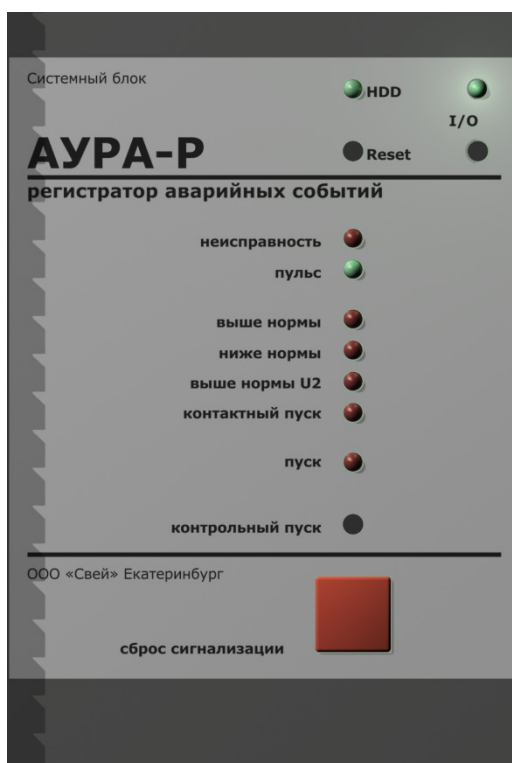 Системный блок
HDD
I/O
АУРА-Р
Reset
регистратор аварийных событий
неисправность
пульс
выше нормы
ниже нормы
выше нормы U2
контактный пуск
пуск
контрольный пуск
ООО «Свей» Екатеринбург
сброс сигнализации